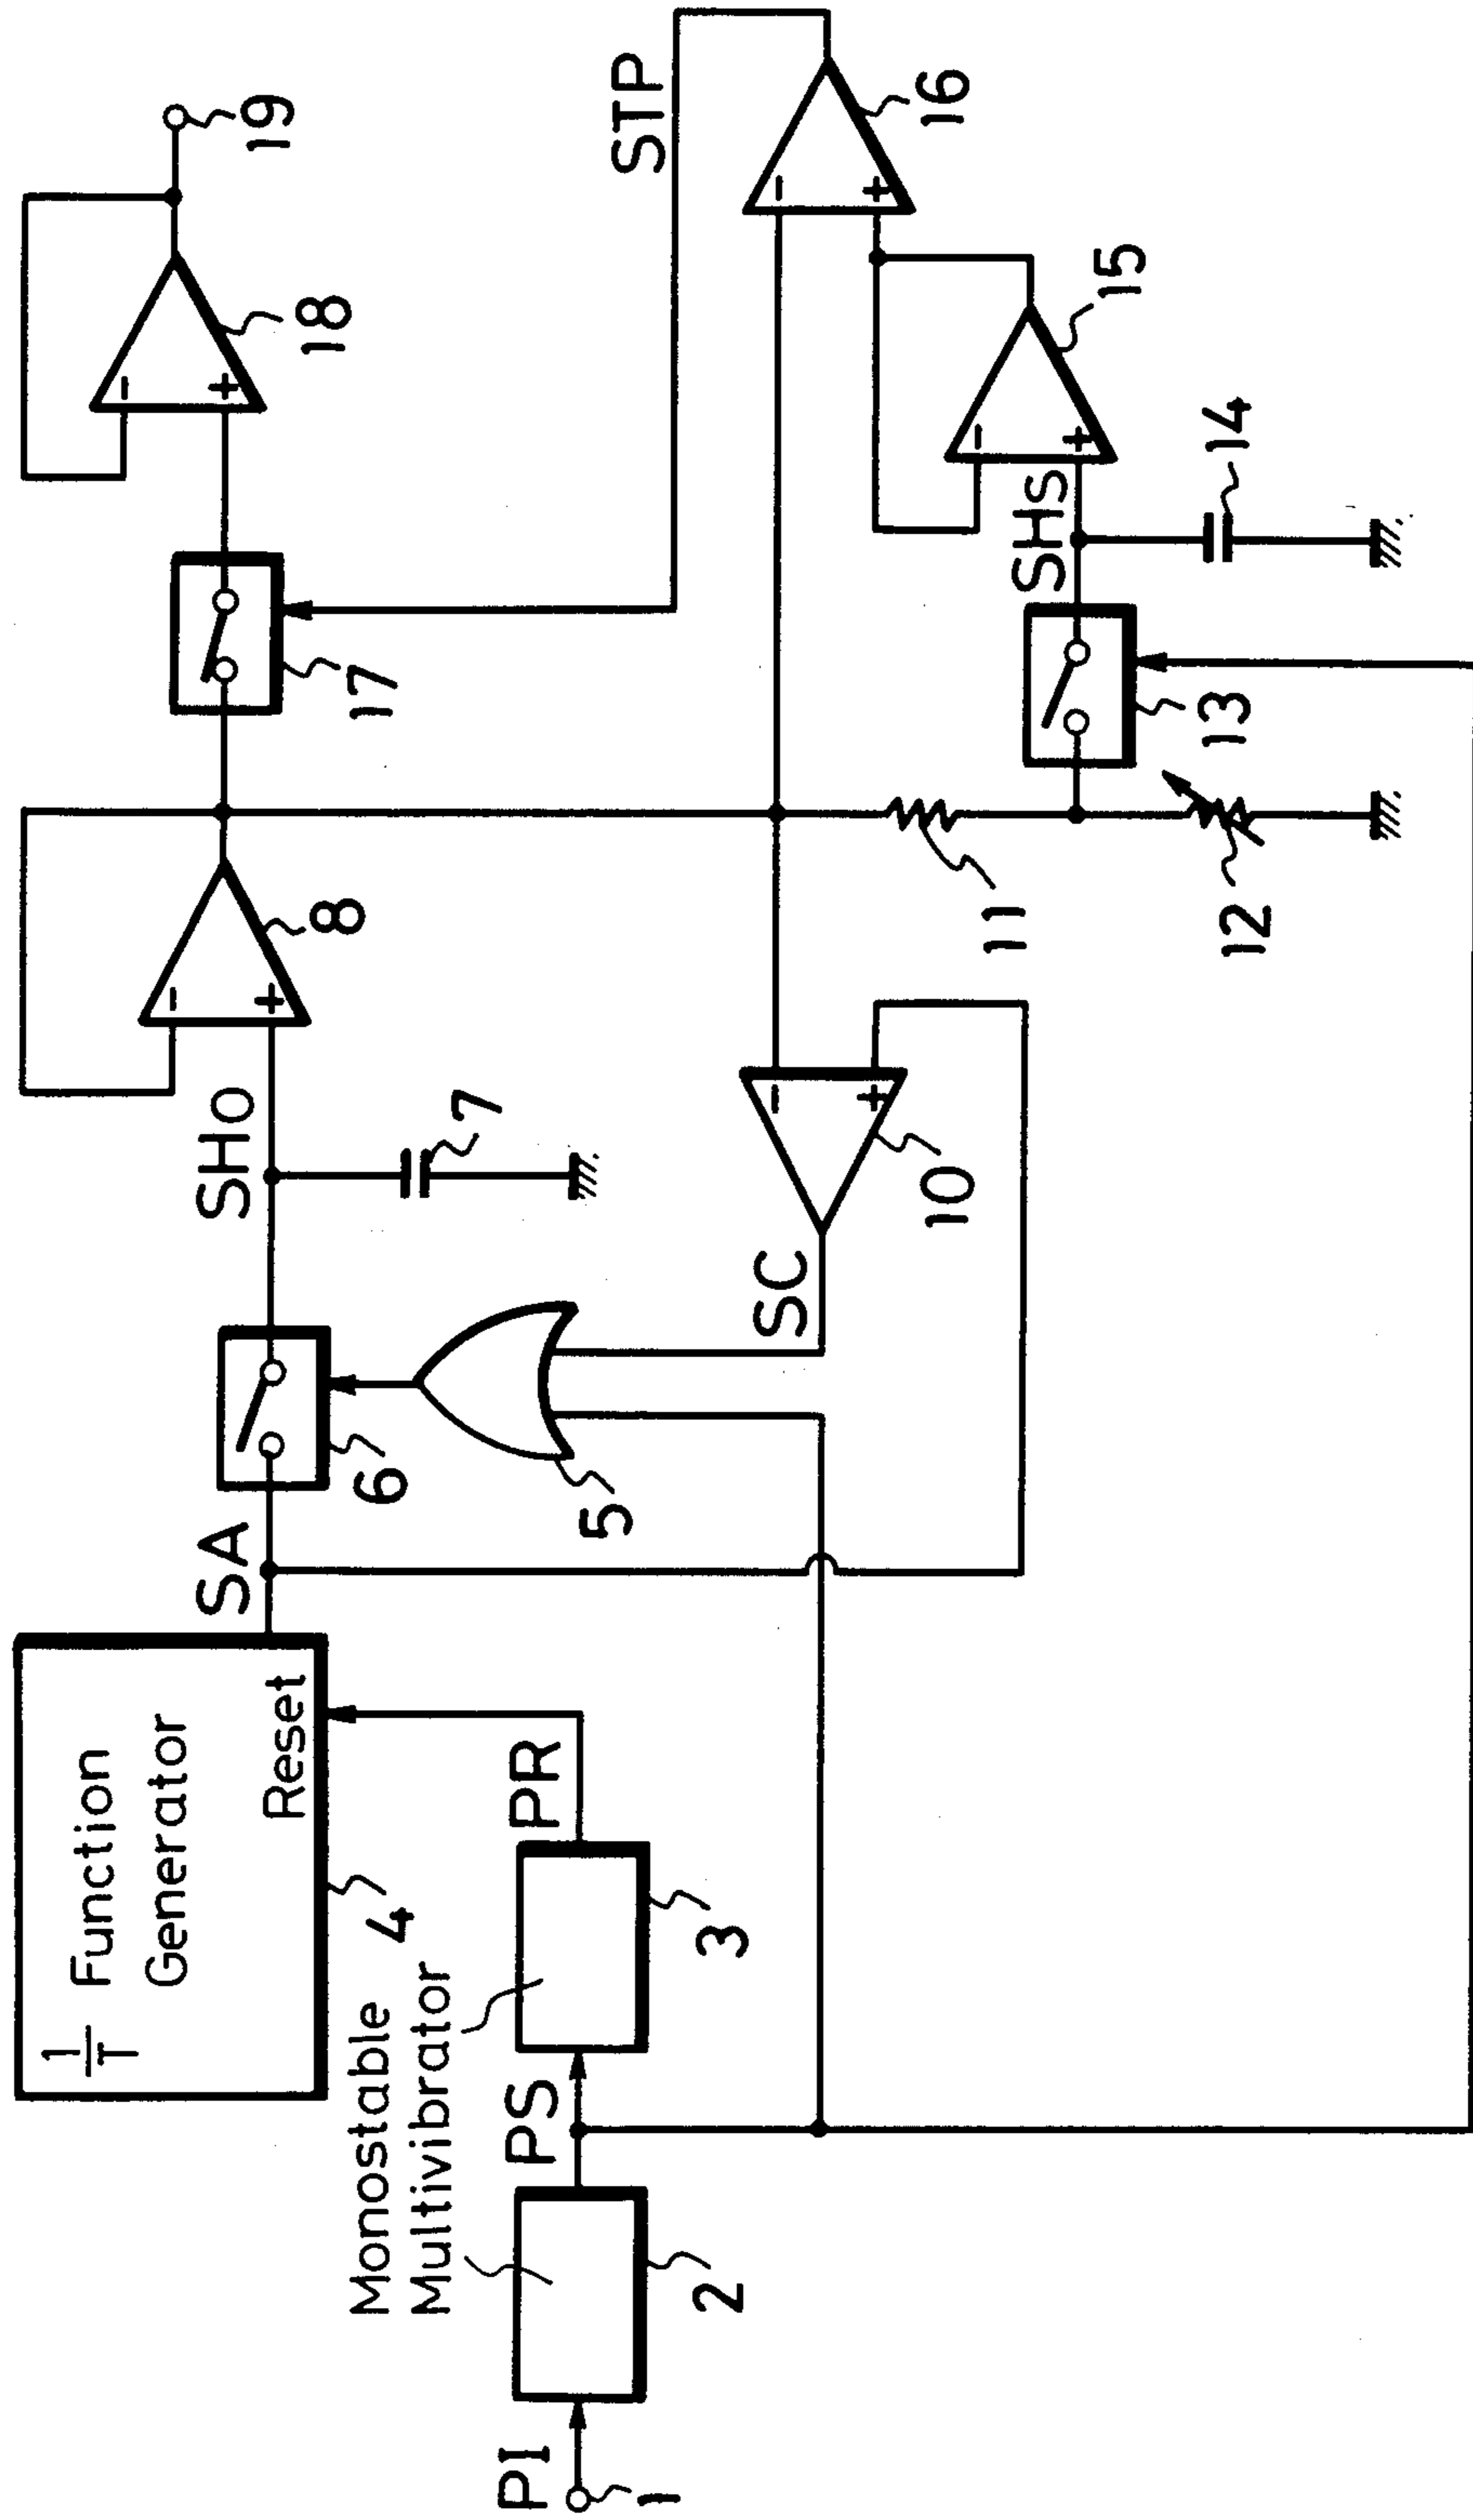 1/T Function
Generator
Reset
4
SA
6
SHO
7
8
17
18
19
Monostable
Multivibrator
PI
1
2
PS
3
PR
5
SC
10
11
12
STP
16
SHS
13
14
15
-
+
-
+
-
+
-
+
-
+